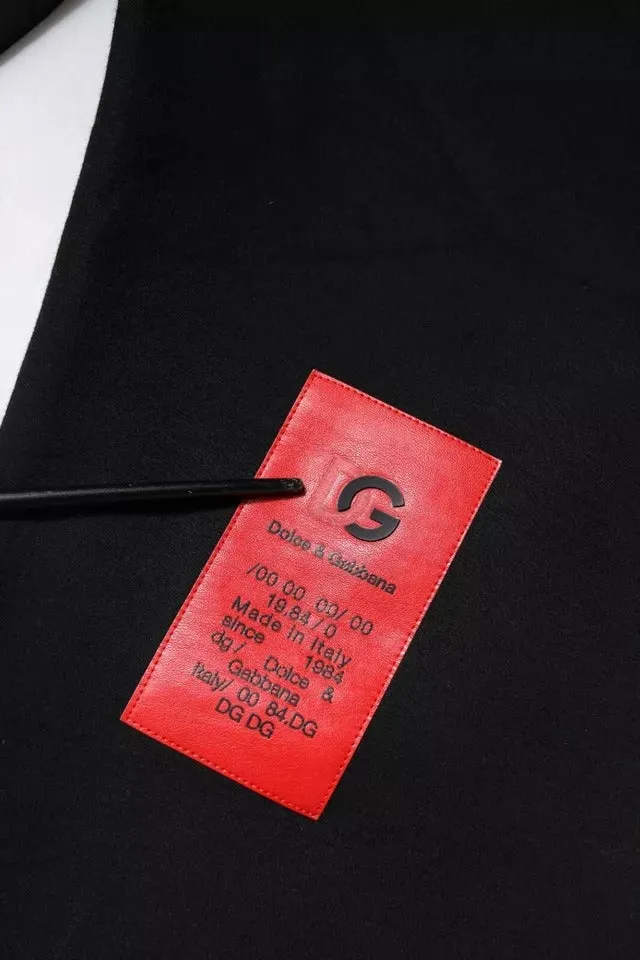 DG
Dolce & Gabbana
/00 00 00/ 00
19.84/0
Made in Italy
since 1984
dg/ Dolce &
Gabbana
Italy/ 00 84.DG
DG DG